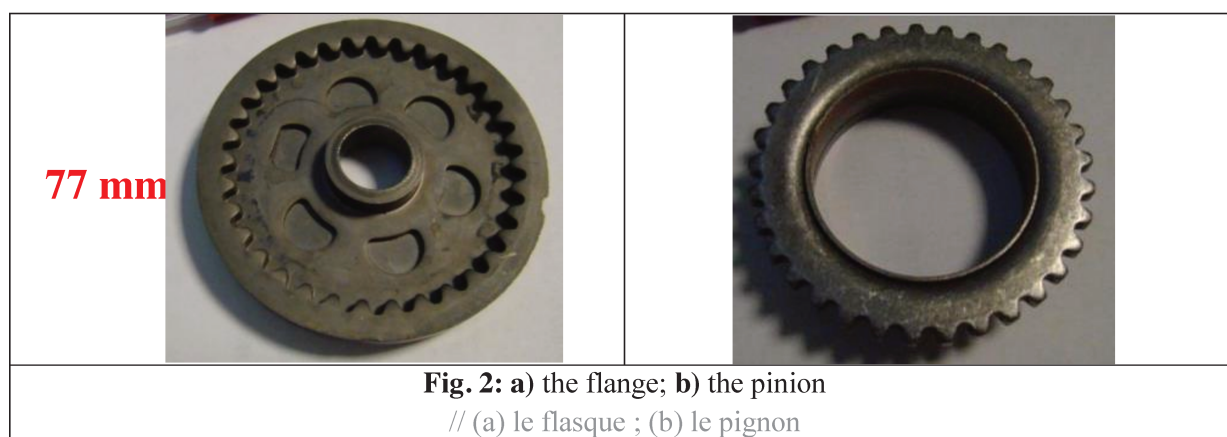 77 mm
Fig. 2: a) the flange; b) the pinion
// (a) le flasque ; (b) le pignon